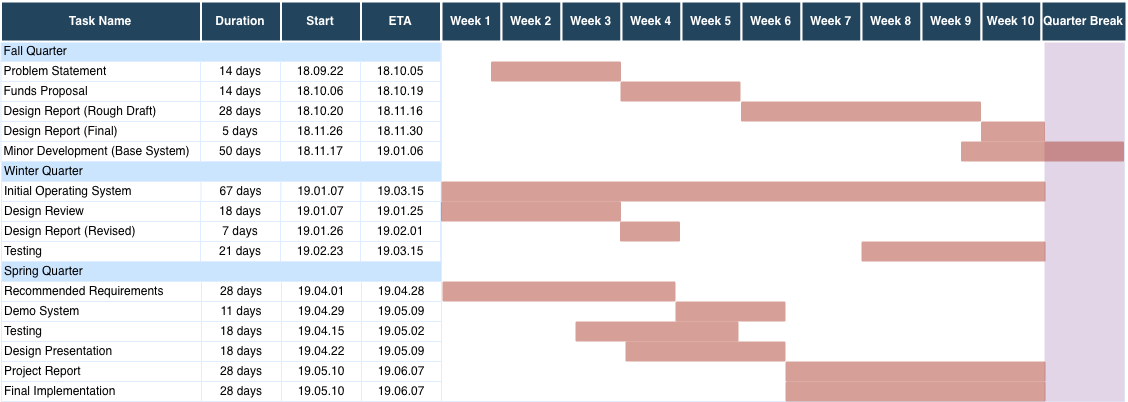 Task Name Duration Start ETA Week 1 Week 2 Week 3 Week 4 Week 5 Week 6 Week 7 Week 8 Week 9 Week 10 Quarter Break
Fall Quarter
Problem Statement 14 days 18.09.22 18.10.05
Funds Proposal 14 days 18.10.06 18.10.19
Design Report (Rough Draft) 28 days 18.10.20 18.11.16
Design Report (Final) 5 days 18.11.26 18.11.30
Minor Development (Base System) 50 days 18.11.17 19.01.06
Winter Quarter
Initial Operating System 67 days 19.01.07 19.03.15
Design Review 18 days 19.01.07 19.01.25
Design Report (Revised) 7 days 19.01.26 19.02.01
Testing 21 days 19.02.23 19.03.15
Spring Quarter
Recommended Requirements 28 days 19.04.01 19.04.28
Demo System 11 days 19.04.29 19.05.09
Testing 18 days 19.04.15 19.05.02
Design Presentation 18 days 19.04.22 19.05.09
Project Report 28 days 19.05.10 19.06.07
Final Implementation 28 days 19.05.10 19.06.07